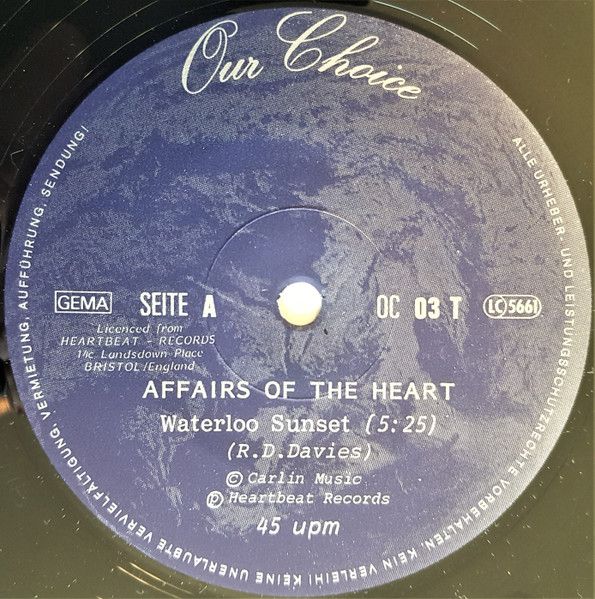 Our Choice
GEMA SEITE A OC 03 T LC 5661
Licenced from
HEARTBEAT - RECORDS
1½c. Landsdown Place
BRISTOL/England
AFFAIRS OF THE HEART
Waterloo Sunset (5:25)
(R.D.Davies)
© Carlin Music
℗ Heartbeat Records
45 upm
ALLE URHEBER- UND LEISTUNGSSCHUTZRECHTE VORBEHALTEN. KEIN VERLEIH! KEINE UNERLAUBTE VERVIELFÄLTIGUNG, VERMIETUNG, AUFFÜHRUNG, SENDUNG!